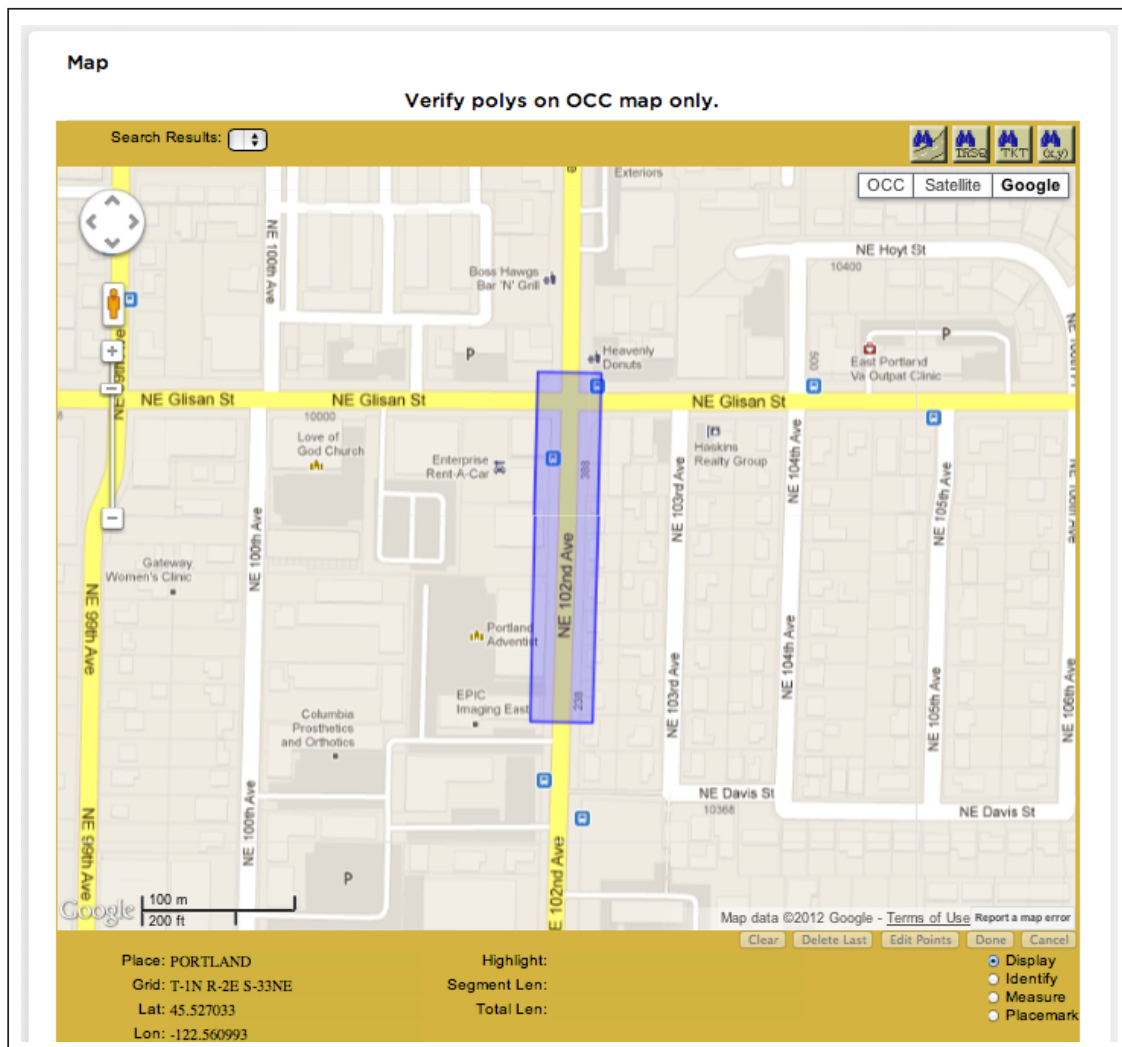 Map
Verify polys on OCC map only.
Search Results:
TRSQ
TKT
(x,y)
Exteriors
OCC
Satellite
Google
NE 100th Ave
NE Hoyt St
10400
Boss Hawgs
Bar 'N' Grill
P
Heavenly
Donuts
500
P
East Portland
Va Outpat Clinic
NE Glisan St
NE Glisan St
NE Glisan St
10000
Love of
God Church
Enterprise
Rent-A-Car
388
Haskins
Realty Group
NE 103rd Ave
NE 104th Ave
NE 105th Ave
NE 100th Ave
Gateway
Women's Clinic
NE 99th Ave
NE 102nd Ave
Portland
Adventist
EPIC
Imaging East
238
NE 103rd Ave
NE 104th Ave
NE 105th Ave
NE 106th Ave
Columbia
Prosthetics
and Orthotics
NE 99th Ave
NE 100th Ave
NE Davis St
10368
NE Davis St
P
E 102nd Ave
Google
100 m
200 ft
Map data ©2012 Google - Terms of Use Report a map error
Clear
Delete Last
Edit Points
Done
Cancel
Place: PORTLAND
Grid: T-1N R-2E S-33NE
Lat: 45.527033
Lon: -122.560993
Highlight:
Segment Len:
Total Len:
Display
Identify
Measure
Placemark